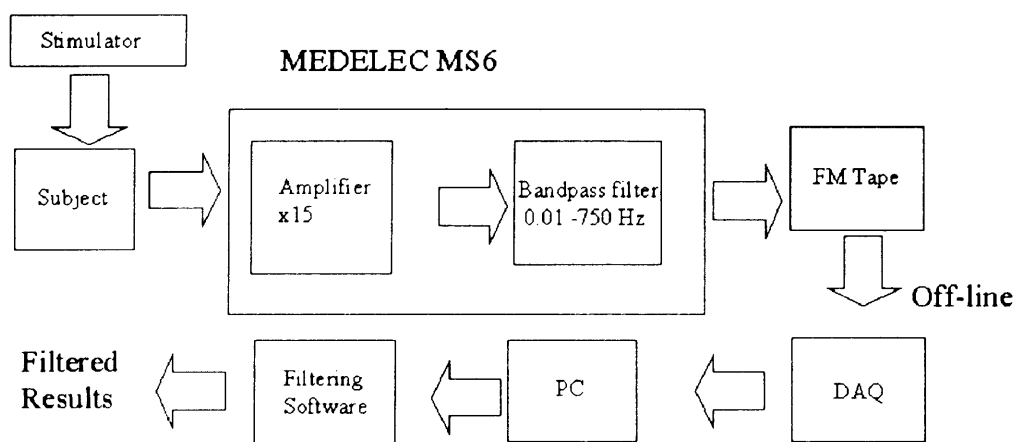 Stimulator
MEDELEC MS6
Subject
Amplifier
x15
Bandpass filter
0.01 -750 Hz
FM Tape
Off-line
Filtered
Results
Filtering
Software
PC
DAQ